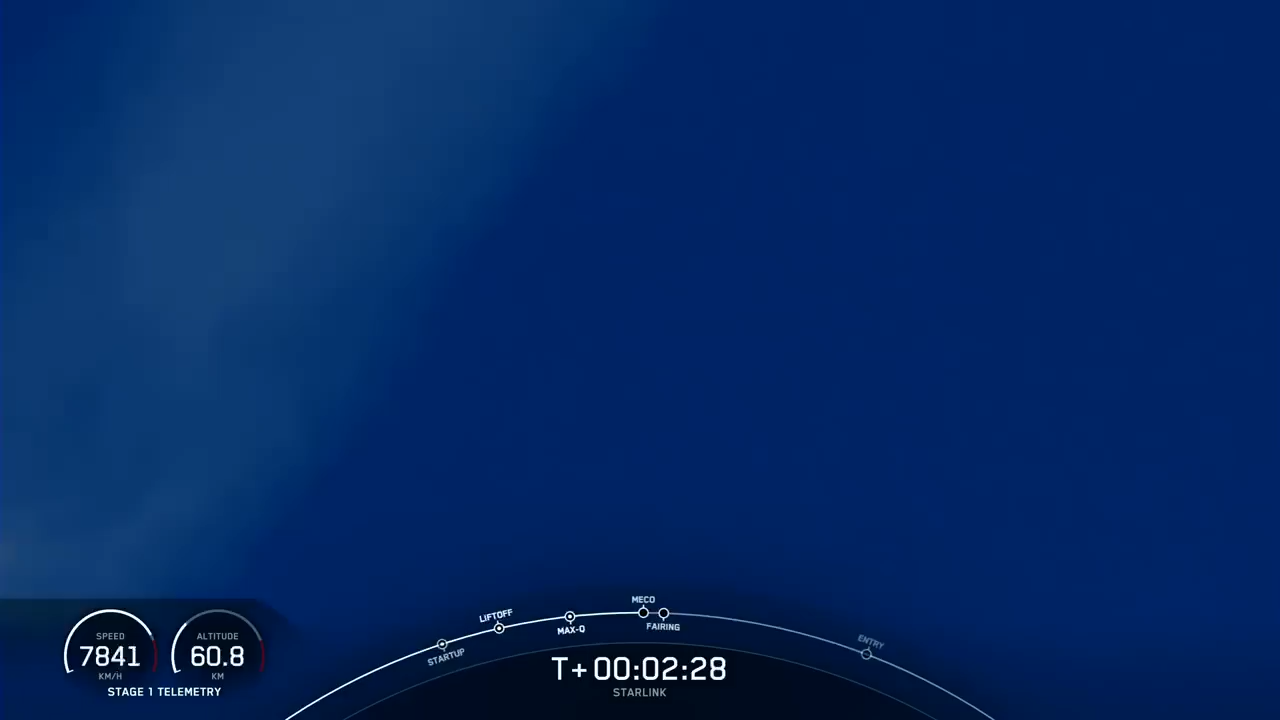 SPEED
7841
KM/H
ALTITUDE
60.8
KM
STAGE 1 TELEMETRY
STARTUP
LIFTOFF
MAX-Q
MECO
FAIRING
ENTRY
T+00:02:28
STARLINK